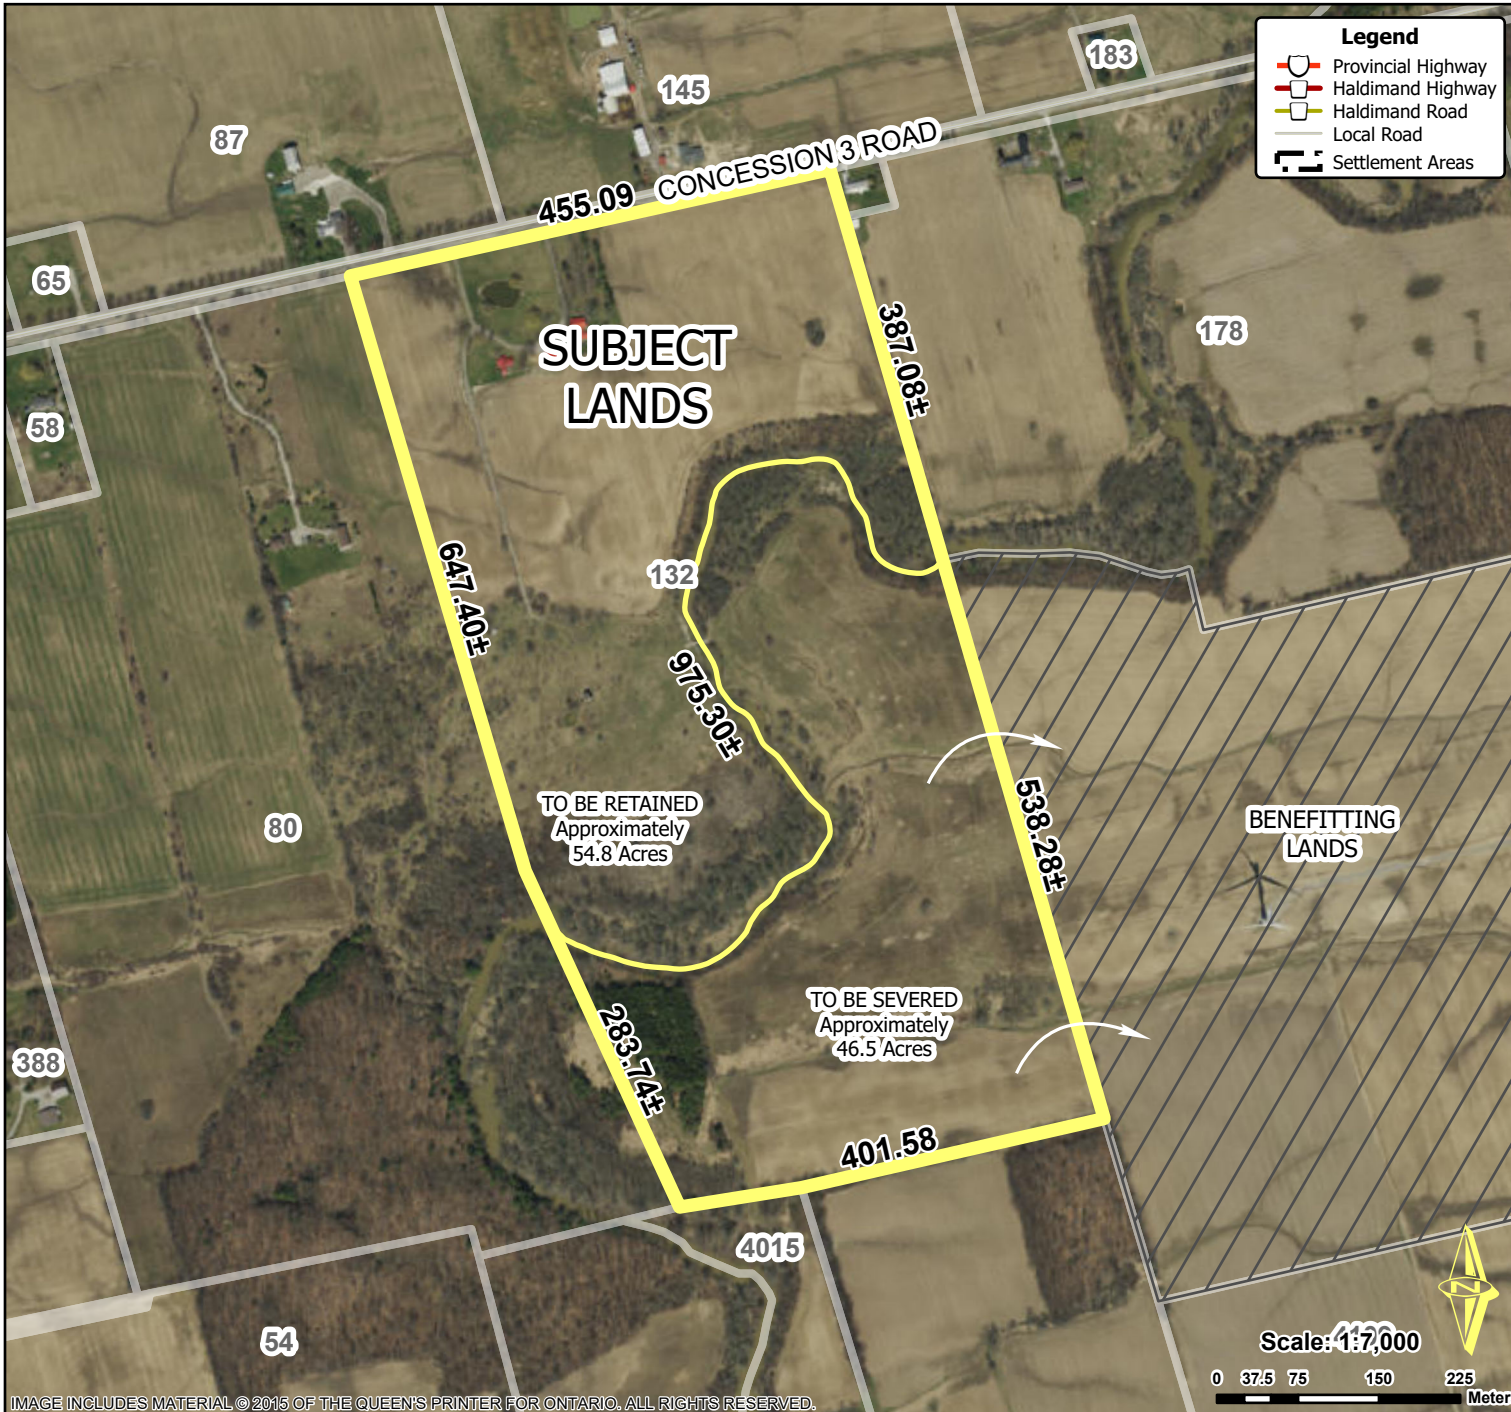 Legend
Provincial Highway
Haldimand Highway
Haldimand Road
Local Road
Settlement Areas
183
145
87
CONCESSION 3 ROAD
455.09
65
SUBJECT
LANDS
387.08±
178
58
647.40±
132
975.30±
TO BE RETAINED
Approximately
54.8 Acres
80
538.28±
BENEFITTING
LANDS
TO BE SEVERED
Approximately
46.5 Acres
283.74±
388
401.58
4015
54
N
Scale: 1:7,000
0 37.5 75 150 225
Meter
IMAGE INCLUDES MATERIAL © 2015 OF THE QUEEN'S PRINTER FOR ONTARIO. ALL RIGHTS RESERVED.